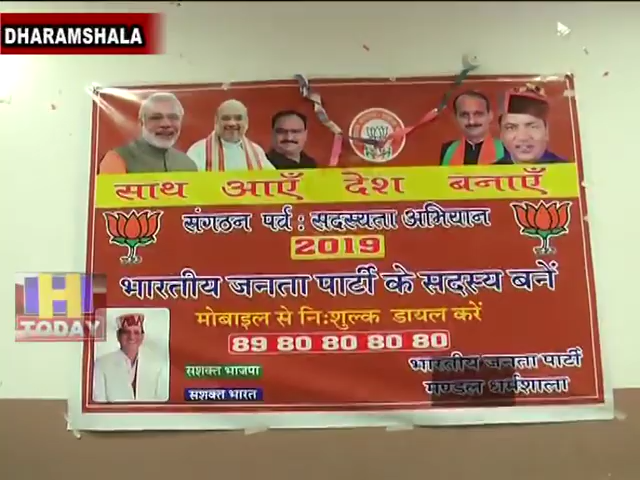 DHARAMSHALA
साथ आएँ देश बनाएँ
संगठन पर्व : सदस्यता अभियान
2019
भारतीय जनता पार्टी के सदस्य बनें
मोबाइल से निःशुल्क डायल करें
89 80 80 80 80
सशक्त भाजपा
सशक्त भारत
भारतीय जनता पार्टी
मण्डल धर्मशाला
H
TODAY